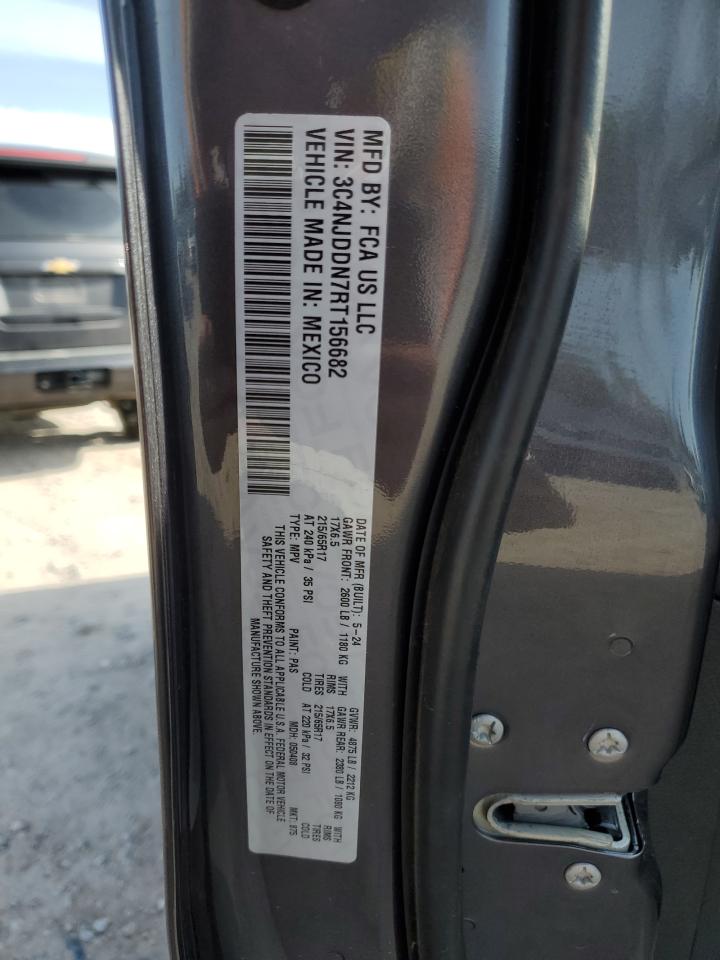 MFD BY: FCA US LLC
VIN: 3C4NJDDN7RT156682
VEHICLE MADE IN: MEXICO
DATE OF MFR (BUILT): 5-24 GVWR: 4875 LB / 2212 KG
GAWR FRONT: 2600 LB / 1180 KG WITH GAWR REAR: 2380 LB / 1080 KG WITH
17X6.5 RIMS 17X6.5 RIMS
215/65R17 TIRES 215/65R17 TIRES
AT 240 kPa / 35 PSI COLD AT 220 kPa / 32 PSI COLD
TYPE: MPV PAINT: PAS MDH: 050408 MKT: 975
THIS VEHICLE CONFORMS TO ALL APPLICABLE U.S.A. FEDERAL MOTOR VEHICLE
SAFETY AND THEFT PREVENTION STANDARDS IN EFFECT ON THE DATE OF
MANUFACTURE SHOWN ABOVE.